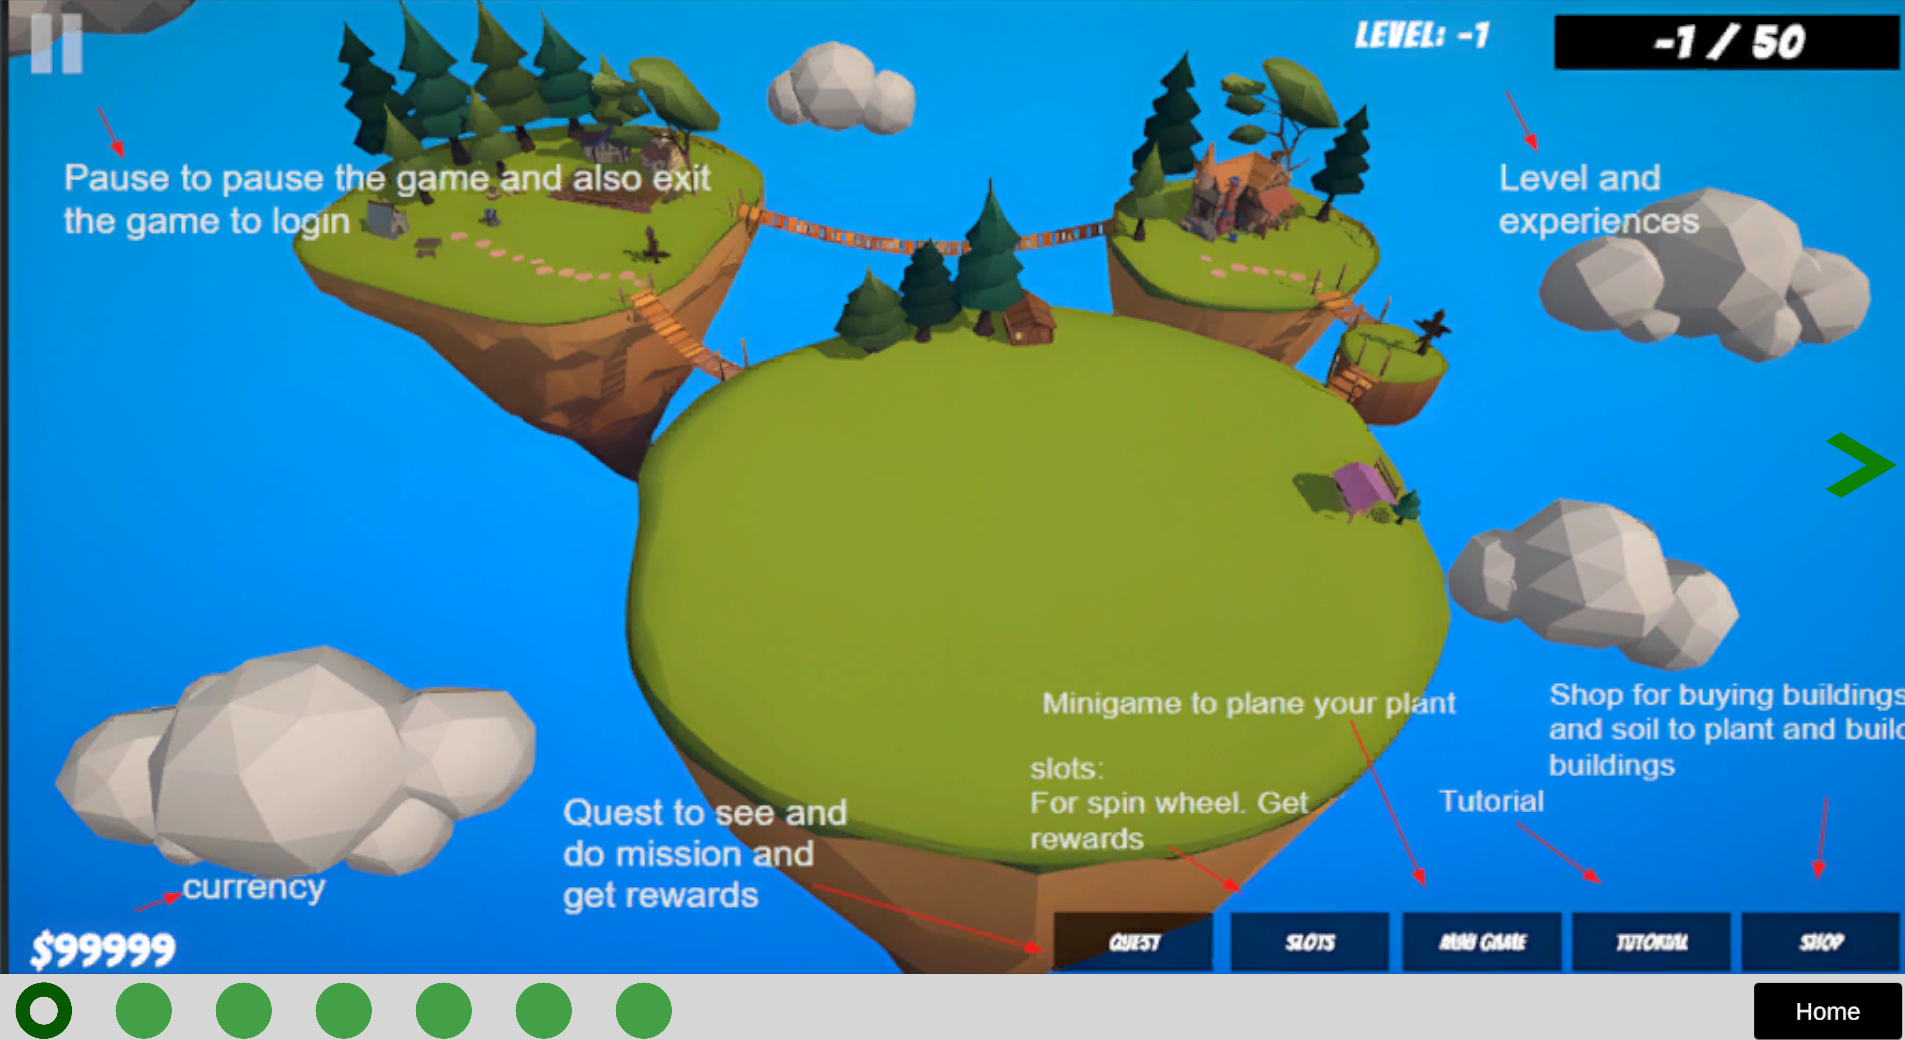 LEVEL: -1
-1 / 50
Pause to pause the game and also exit
the game to login
Level and
experiences
Minigame to plane your plant
Shop for buying buildings
and soil to plant and build
buildings
slots:
For spin wheel. Get
rewards
Tutorial
Quest to see and
do mission and
get rewards
currency
$99999
QUEST
SLOTS
MINI GAME
TUTORIAL
SHOP
Home